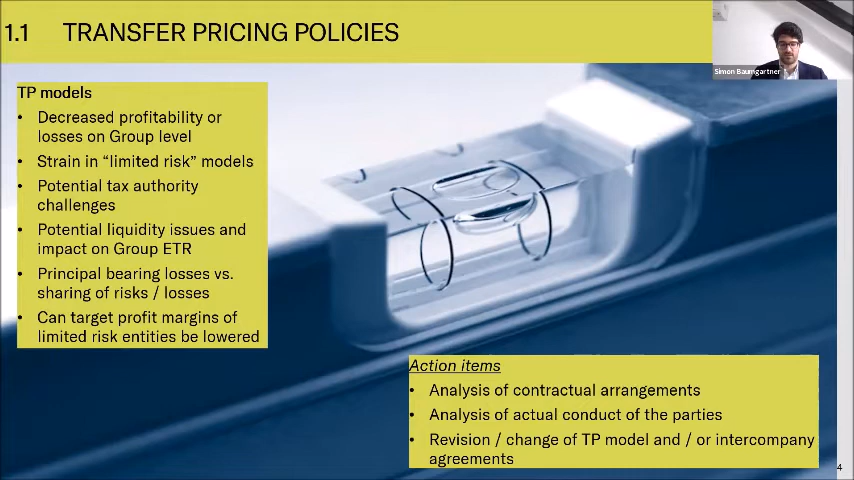 1.1 TRANSFER PRICING POLICIES
Simon Baumgartner
TP models
• Decreased profitability or
losses on Group level
• Strain in “limited risk” models
• Potential tax authority
challenges
• Potential liquidity issues and
impact on Group ETR
• Principal bearing losses vs.
sharing of risks / losses
• Can target profit margins of
limited risk entities be lowered
Action items
• Analysis of contractual arrangements
• Analysis of actual conduct of the parties
• Revision / change of TP model and / or intercompany
agreements
4